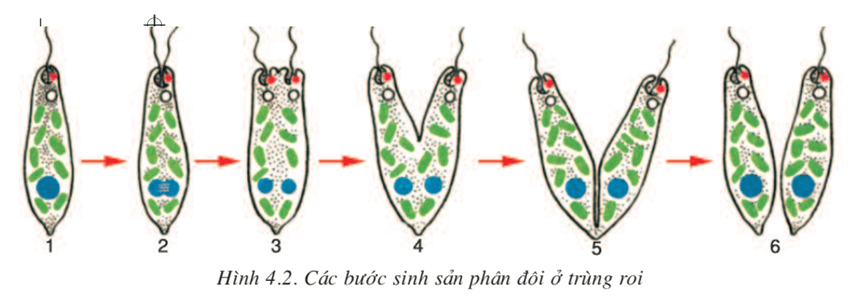 1 2 3 4 5 6
Hình 4.2. Các bước sinh sản phân đôi ở trùng roi